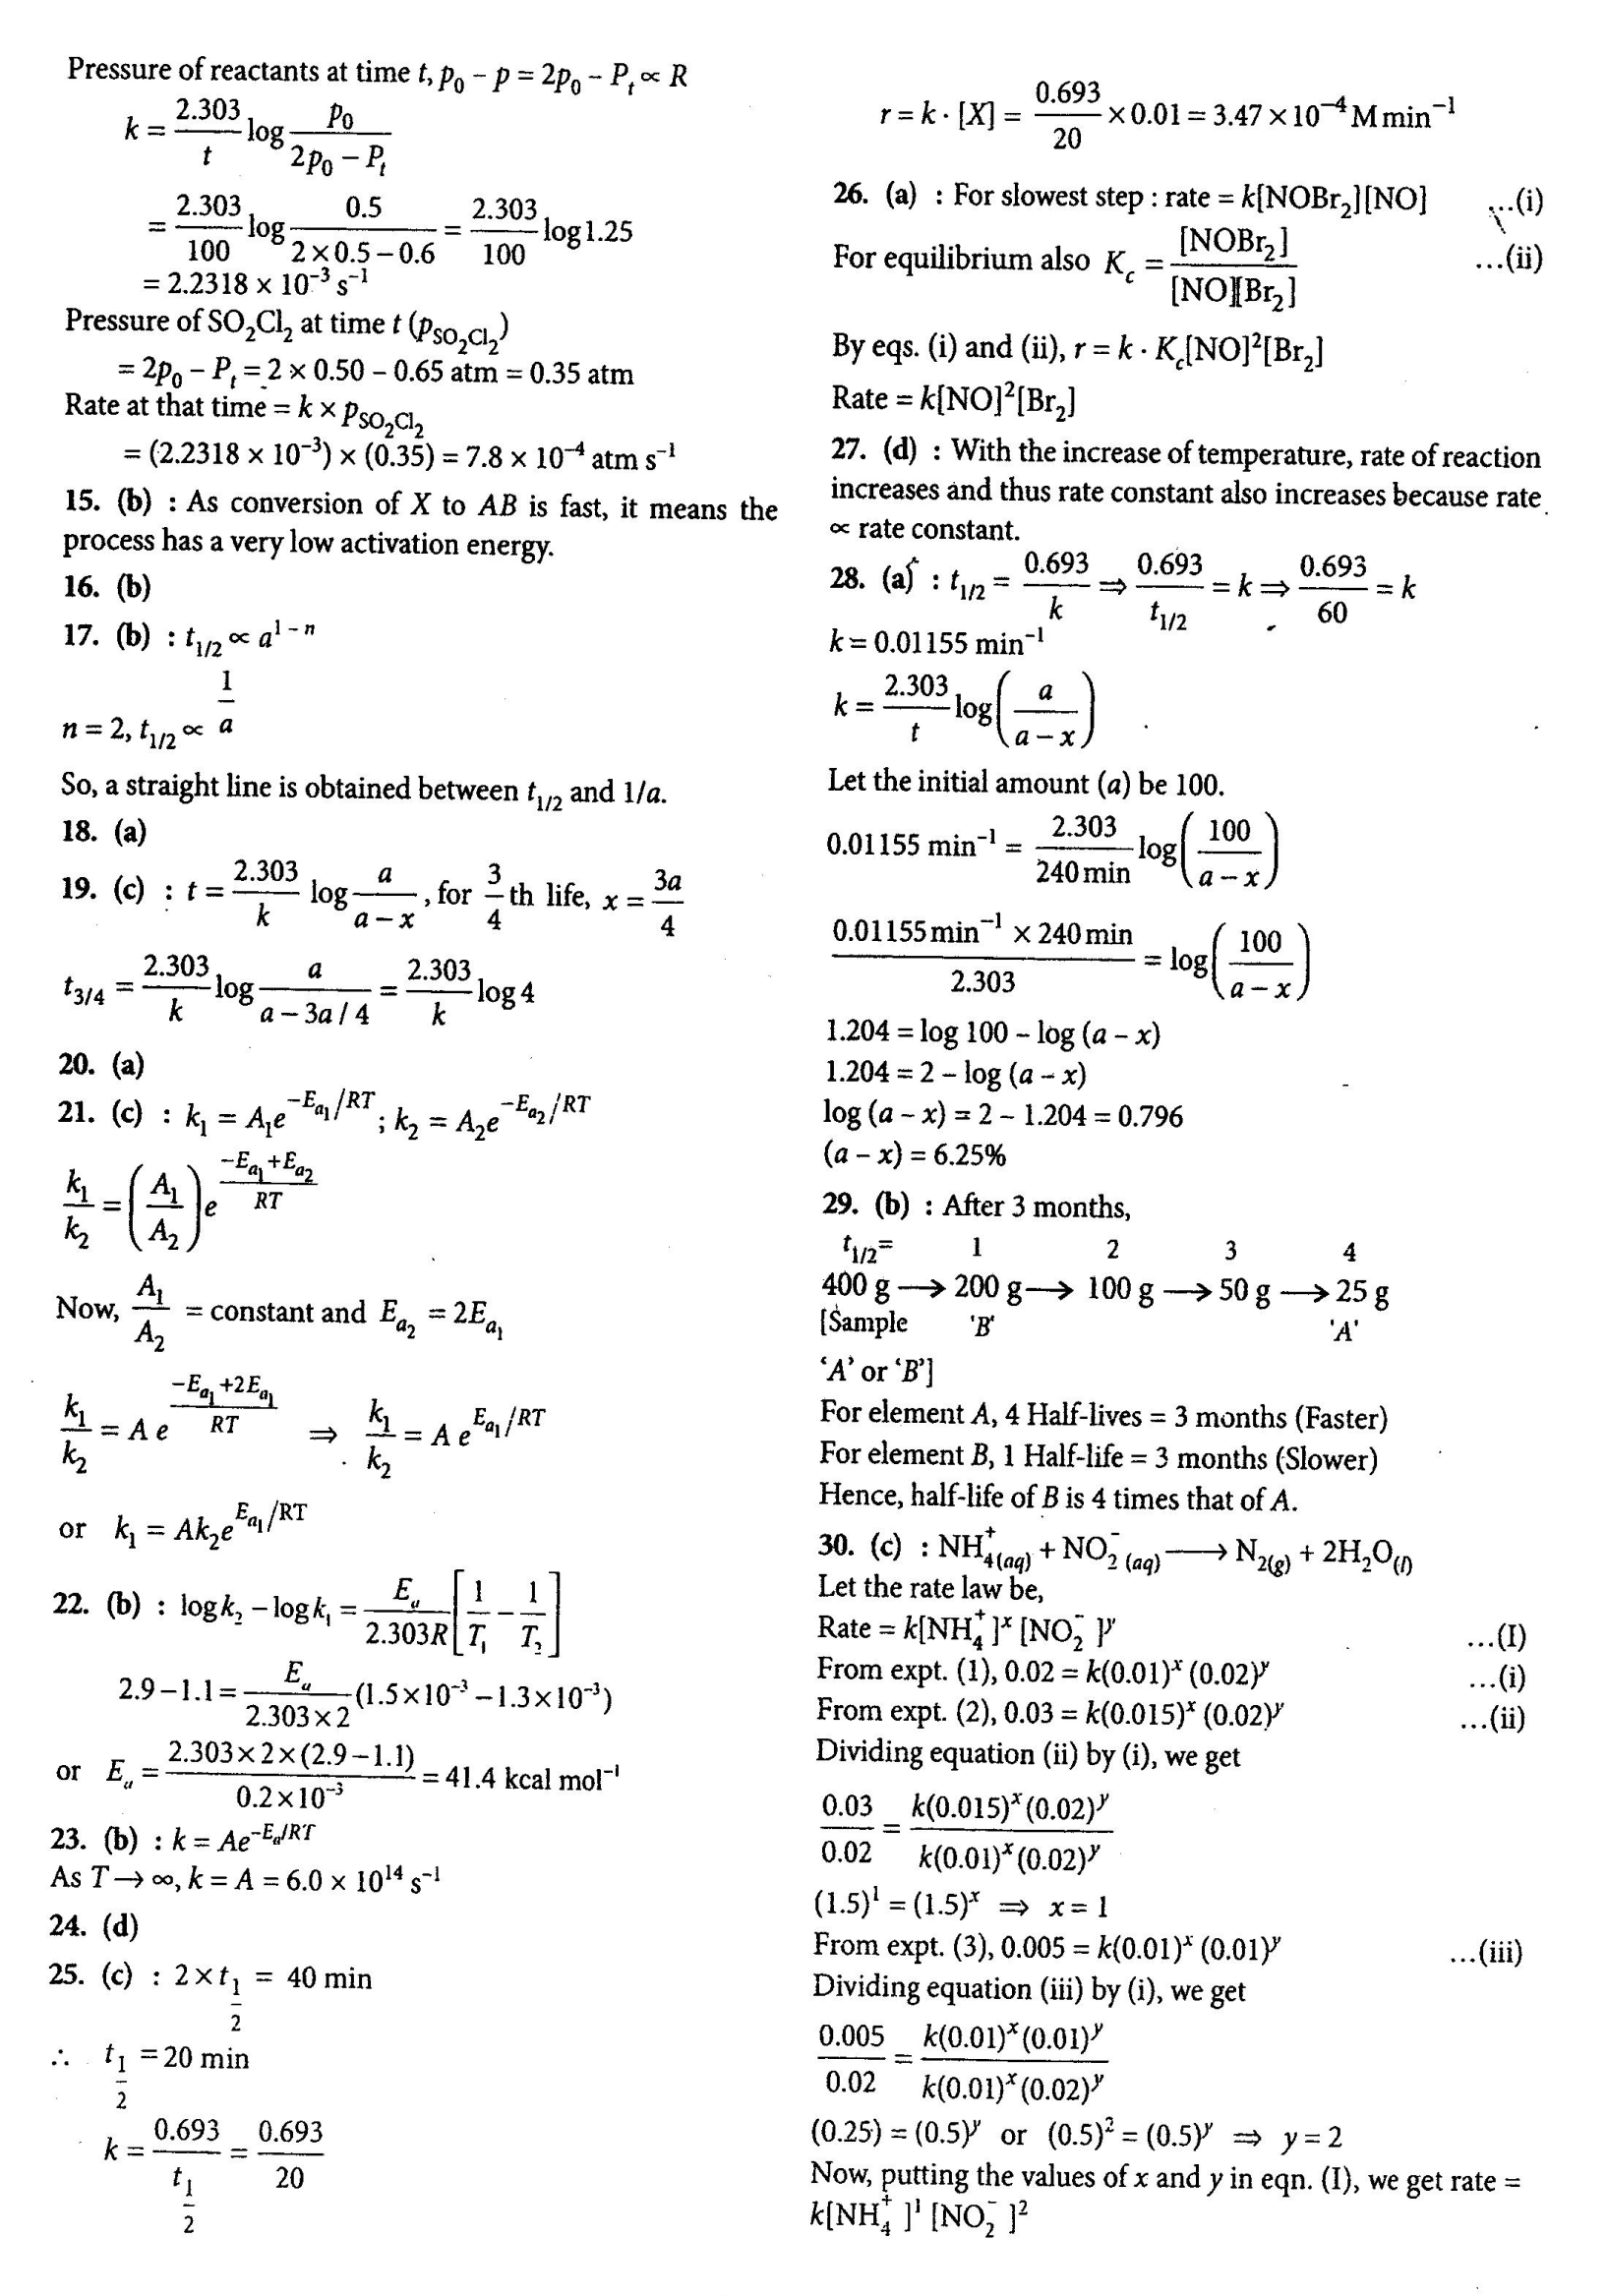 Pressure of reactants at time t, p₀ – p = 2p₀ – Pₜ ∝ R
k = 2.303/t log p₀/(2p₀ – Pₜ)
= 2.303/100 log 0.5/(2 × 0.5 – 0.6) = 2.303/100 log 1.25
= 2.2318 × 10⁻³ s⁻¹
Pressure of SO₂Cl₂ at time t (p_SO₂Cl₂)
= 2p₀ – Pₜ = 2 × 0.50 – 0.65 atm = 0.35 atm
Rate at that time = k × p_SO₂Cl₂
= (2.2318 × 10⁻³) × (0.35) = 7.8 × 10⁻⁴ atm s⁻¹
15. (b) : As conversion of X to AB is fast, it means the
process has a very low activation energy.
16. (b)
17. (b) : t₁/₂ ∝ a¹⁻ⁿ
n = 2, t₁/₂ ∝ 1/a
So, a straight line is obtained between t₁/₂ and 1/a.
18. (a)
19. (c) : t = 2.303/k log a/(a – x), for 3/4 th life, x = 3a/4
t₃/₄ = 2.303/k log a/(a – 3a/4) = 2.303/k log 4
20. (a)
21. (c) : k₁ = A₁e^(–Ea₁/RT) ; k₂ = A₂e^(–Ea₂/RT)
k₁/k₂ = (A₁/A₂) e^((–Ea₁+Ea₂)/RT)
Now, A₁/A₂ = constant and Ea₂ = 2Ea₁
k₁/k₂ = A e^((–Ea₁+2Ea₁)/RT) ⇒ k₁/k₂ = A e^(Ea₁/RT)
or k₁ = Ak₂e^(Ea₁/RT)
22. (b) : log k₂ – log k₁ = Eₐ/2.303R [1/T₁ – 1/T₂]
2.9 – 1.1 = Eₐ/(2.303 × 2) (1.5 × 10⁻³ – 1.3 × 10⁻³)
or Eₐ = 2.303 × 2 × (2.9 – 1.1)/(0.2 × 10⁻³) = 41.4 kcal mol⁻¹
23. (b) : k = Ae^(–Eₐ/RT)
As T → ∞, k = A = 6.0 × 10¹⁴ s⁻¹
24. (d)
25. (c) : 2 × t₁/₂ = 40 min
∴ t₁/₂ = 20 min
k = 0.693/t₁/₂ = 0.693/20
r = k · [X] = 0.693/20 × 0.01 = 3.47 × 10⁻⁴ M min⁻¹
26. (a) : For slowest step : rate = k[NOBr₂][NO] ...(i)
For equilibrium also K_c = [NOBr₂]/[NO][Br₂] ...(ii)
By eqs. (i) and (ii), r = k · K_c[NO]²[Br₂]
Rate = k[NO]²[Br₂]
27. (d) : With the increase of temperature, rate of reaction
increases and thus rate constant also increases because rate
∝ rate constant.
28. (a) : t₁/₂ = 0.693/k ⇒ 0.693/t₁/₂ = k ⇒ 0.693/60 = k
k = 0.01155 min⁻¹
k = 2.303/t log (a/(a – x))
Let the initial amount (a) be 100.
0.01155 min⁻¹ = 2.303/240 min log (100/(a – x))
0.01155 min⁻¹ × 240 min/2.303 = log (100/(a – x))
1.204 = log 100 – log (a – x)
1.204 = 2 – log (a – x)
log (a – x) = 2 – 1.204 = 0.796
(a – x) = 6.25%
29. (b) : After 3 months,
t₁/₂= 1 2 3 4
400 g ⟶ 200 g ⟶ 100 g ⟶ 50 g ⟶ 25 g
[Sample 'B' 'A'
‘A’ or ‘B’]
For element A, 4 Half-lives = 3 months (Faster)
For element B, 1 Half-life = 3 months (Slower)
Hence, half-life of B is 4 times that of A.
30. (c) : NH₄⁺(aq) + NO₂⁻(aq) ⟶ N₂(g) + 2H₂O(l)
Let the rate law be,
Rate = k[NH₄⁺]ˣ [NO₂⁻]ʸ ...(I)
From expt. (1), 0.02 = k(0.01)ˣ (0.02)ʸ ...(i)
From expt. (2), 0.03 = k(0.015)ˣ (0.02)ʸ ...(ii)
Dividing equation (ii) by (i), we get
0.03/0.02 = k(0.015)ˣ(0.02)ʸ/k(0.01)ˣ(0.02)ʸ
(1.5)¹ = (1.5)ˣ ⇒ x = 1
From expt. (3), 0.005 = k(0.01)ˣ (0.01)ʸ ...(iii)
Dividing equation (iii) by (i), we get
0.005/0.02 = k(0.01)ˣ(0.01)ʸ/k(0.01)ˣ(0.02)ʸ
(0.25) = (0.5)ʸ or (0.5)² = (0.5)ʸ ⇒ y = 2
Now, putting the values of x and y in eqn. (I), we get rate =
k[NH₄⁺]¹ [NO₂⁻]²